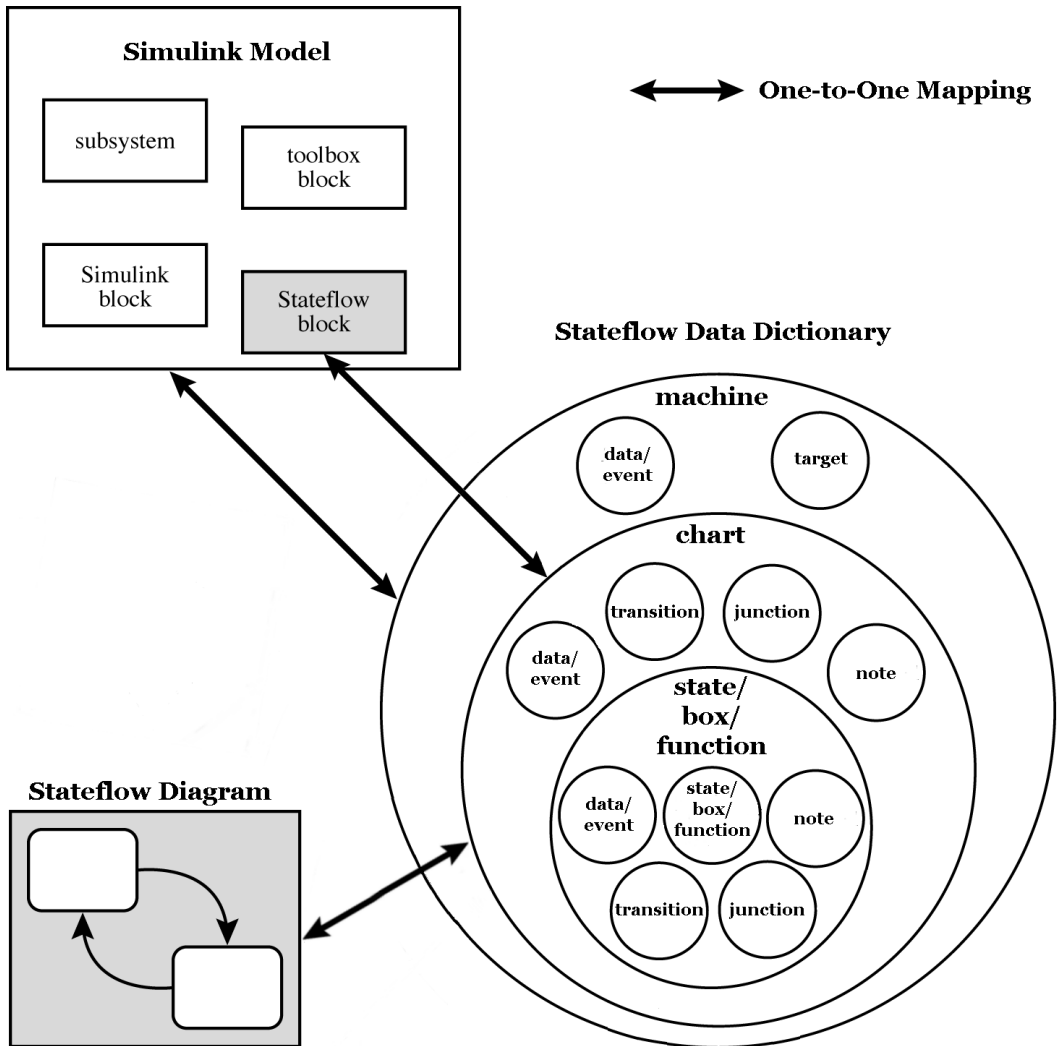 Simulink Model
One-to-One Mapping
subsystem
toolbox
block
Simulink
block
Stateflow
block
Stateflow Data Dictionary
machine
data/
event
target
chart
transition
junction
data/
event
note
state/
box/
function
data/
event
state/
box/
function
note
transition
junction
Stateflow Diagram